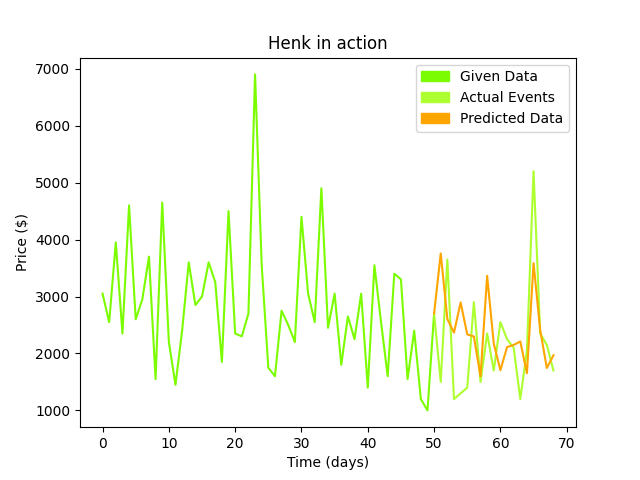 Henk in action
Given Data
Actual Events
Predicted Data
Price ($)
7000
6000
5000
4000
3000
2000
1000
0 10 20 30 40 50 60 70
Time (days)